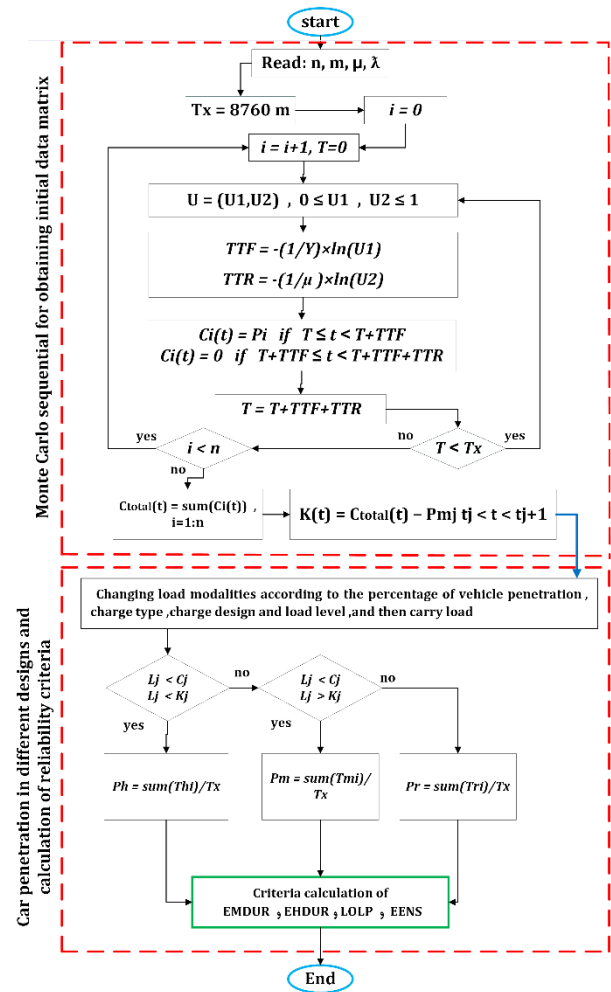 start
Monte Carlo sequential for obtaining initial data matrix
Read: n, m, μ, λ
Tx = 8760 m
i = 0
i = i+1, T=0
U = (U1,U2) , 0 ≤ U1 , U2 ≤ 1
TTF = -(1/Y)×ln(U1)
TTR = -(1/μ )×ln(U2)
Ci(t) = Pi if T ≤ t < T+TTF
Ci(t) = 0 if T+TTF ≤ t < T+TTF+TTR
T = T+TTF+TTR
yes
i < n
no
T < Tx
yes
no
Ctotal(t) = sum(Ci(t)) ,
i=1:n
K(t) = Ctotal(t) – Pmj tj < t < tj+1
Car penetration in different designs and
calculation of reliability criteria
Changing load modalities according to the percentage of vehicle penetration ,
charge type ,charge design and load level ,and then carry load
Lj < Cj
Lj < Kj
no
Lj < Cj
Lj > Kj
no
yes
yes
Ph = sum(Thi)/Tx
Pm = sum(Tmi)/
Tx
Pr = sum(Tri)/Tx
Criteria calculation of
EMDUR , EHDUR , LOLP , EENS
End